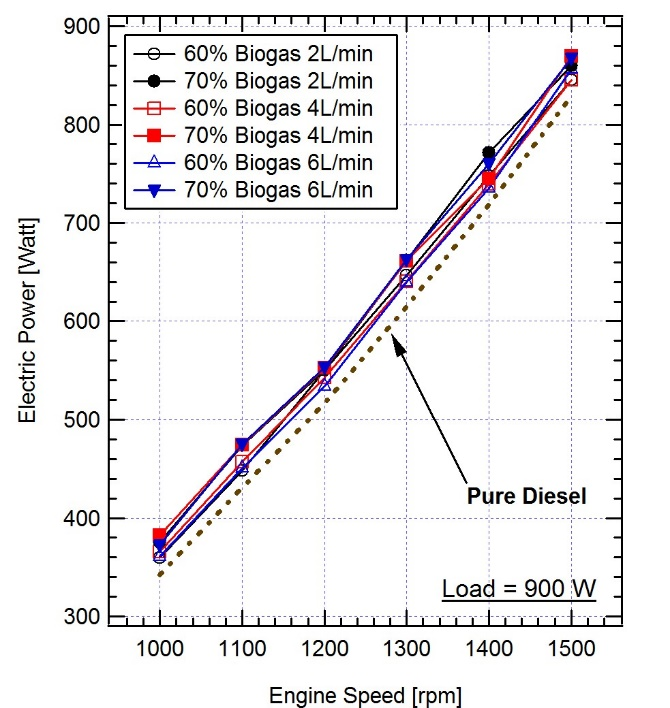 900
800
700
600
500
400
300
Electric Power [Watt]
60% Biogas 2L/min
70% Biogas 2L/min
60% Biogas 4L/min
70% Biogas 4L/min
60% Biogas 6L/min
70% Biogas 6L/min
Pure Diesel
Load = 900 W
1000 1100 1200 1300 1400 1500
Engine Speed [rpm]